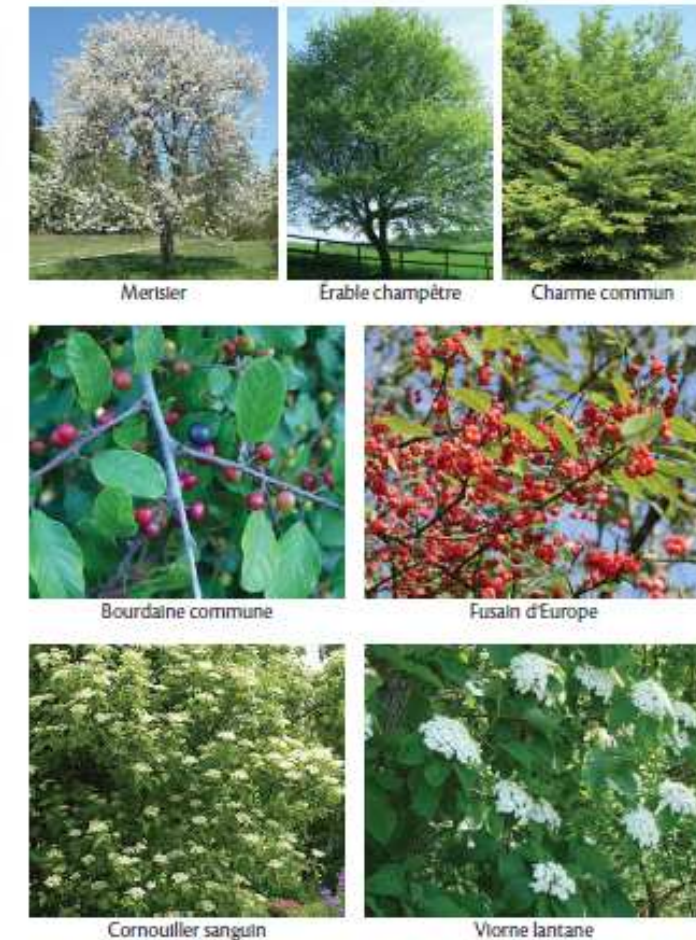 Merisier
Érable champêtre
Charme commun
Bourdaine commune
Fusain d'Europe
Cornouiller sanguin
Viorne lantane